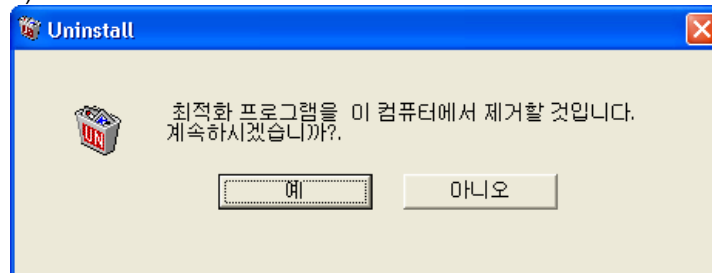 Uninstall
최적화 프로그램을 이 컴퓨터에서 제거할 것입니다.
계속하시겠습니까?.
UN
예
아니오